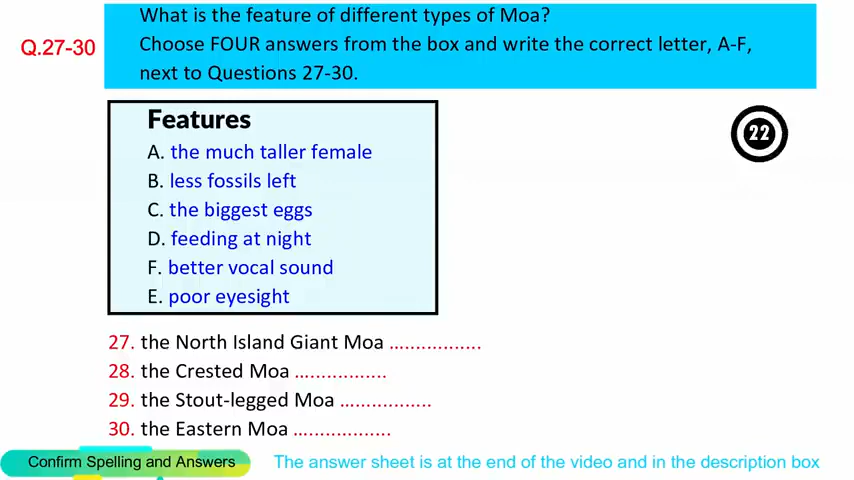 What is the feature of different types of Moa?
Q.27-30
Choose FOUR answers from the box and write the correct letter, A-F,
next to Questions 27-30.
Features
22
A. the much taller female
B. less fossils left
C. the biggest eggs
D. feeding at night
F. better vocal sound
E. poor eyesight
27. the North Island Giant Moa ................
28. the Crested Moa ................
29. the Stout-legged Moa ................
30. the Eastern Moa .................
Confirm Spelling and Answers
The answer sheet is at the end of the video and in the description box